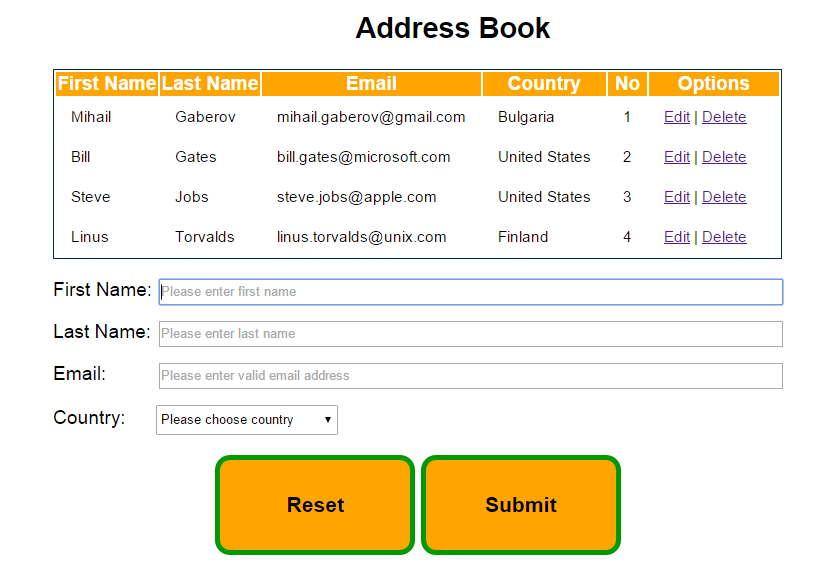 Address Book
First Name Last Name Email Country No Options
Mihail Gaberov mihail.gaberov@gmail.com Bulgaria 1 Edit | Delete
Bill Gates bill.gates@microsoft.com United States 2 Edit | Delete
Steve Jobs steve.jobs@apple.com United States 3 Edit | Delete
Linus Torvalds linus.torvalds@unix.com Finland 4 Edit | Delete
First Name: Please enter first name
Last Name: Please enter last name
Email: Please enter valid email address
Country: Please choose country
Reset Submit